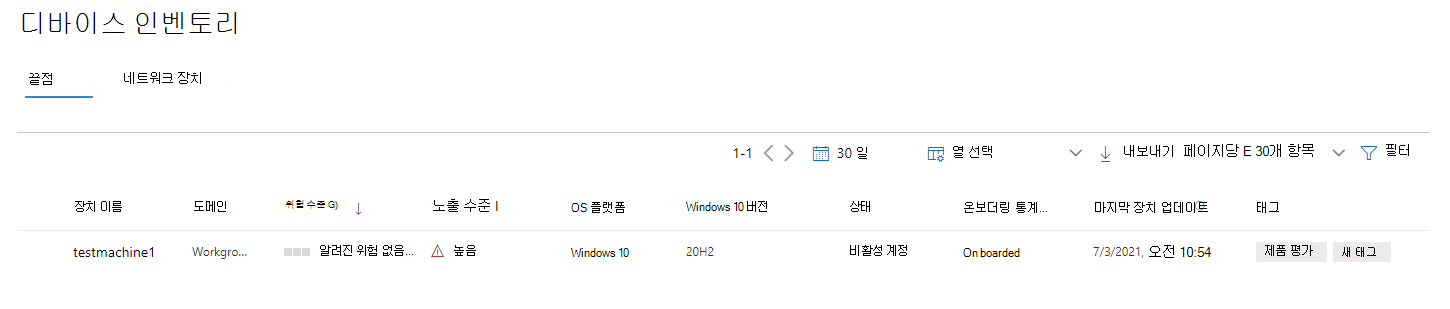 디바이스 인벤토리
끝점 네트워크 장치
1-1 30 일 열 선택 내보내기 페이지당 E 30개 항목 필터
장치 이름 도메인 위험 수준 G) 노출 수준 I OS 플랫폼 Windows 10 버전 상태 온보더링 통계... 마지막 장치 업데이트 태그
testmachine1 Workgro... 알려진 위험 없음... 높음 Windows 10 20H2 비활성 계정 Onboarded 7/3/2021, 오전 10:54 제품 평가 새 태그